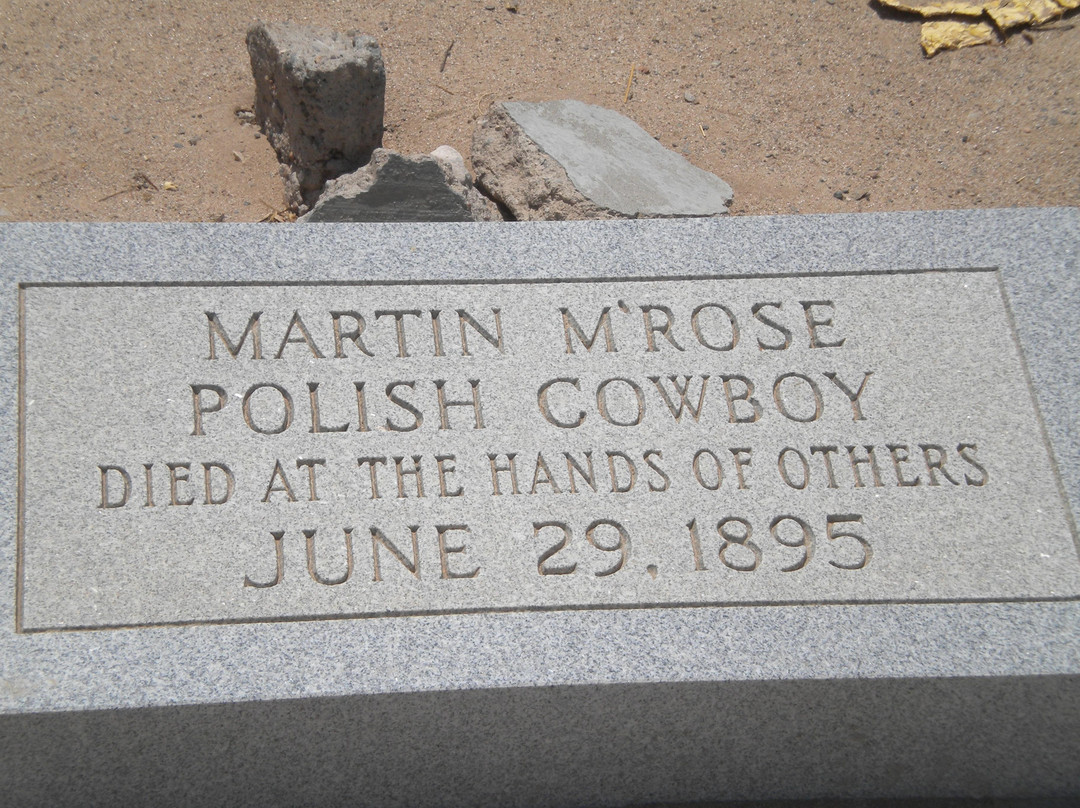 MARTIN M'ROSE
POLISH COWBOY
DIED AT THE HANDS OF OTHERS
JUNE 29, 1895